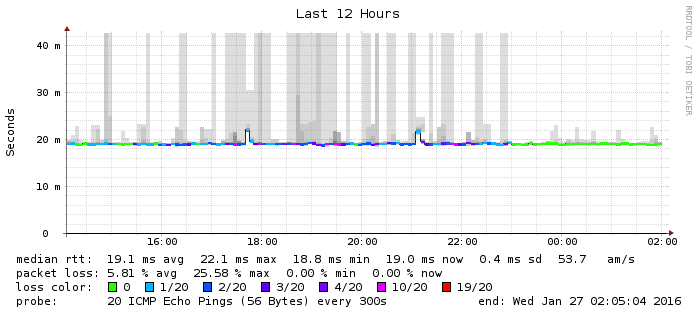 Last 12 Hours
RRDTOOL / TOBI OETIKER
Seconds
40 m
30 m
20 m
10 m
0
16:00 18:00 20:00 22:00 00:00 02:00
median rtt: 19.1 ms avg 22.1 ms max 18.8 ms min 19.0 ms now 0.4 ms sd 53.7 am/s
packet loss: 5.81 % avg 25.58 % max 0.00 % min 0.00 % now
loss color: 0 1/20 2/20 3/20 4/20 10/20 19/20
probe: 20 ICMP Echo Pings (56 Bytes) every 300s end: Wed Jan 27 02:05:04 2016